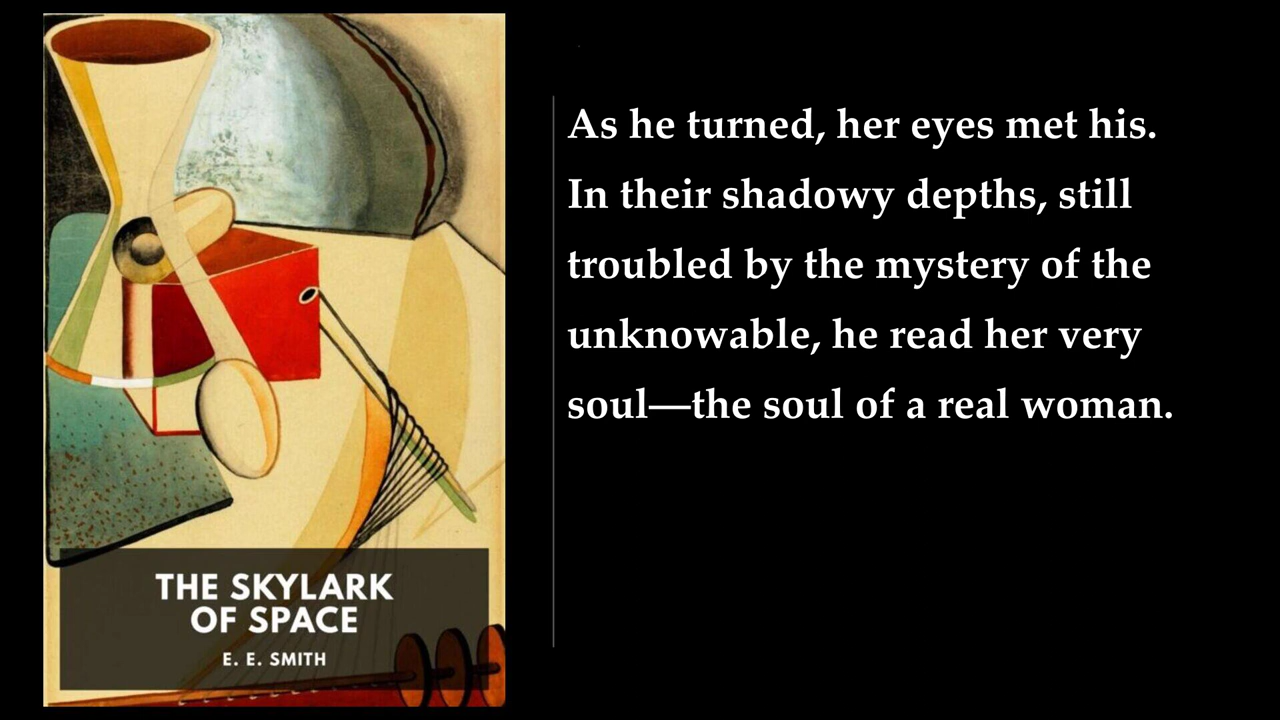 THE SKYLARK
OF SPACE
E. E. SMITH
As he turned, her eyes met his.
In their shadowy depths, still
troubled by the mystery of the
unknowable, he read her very
soul—the soul of a real woman.